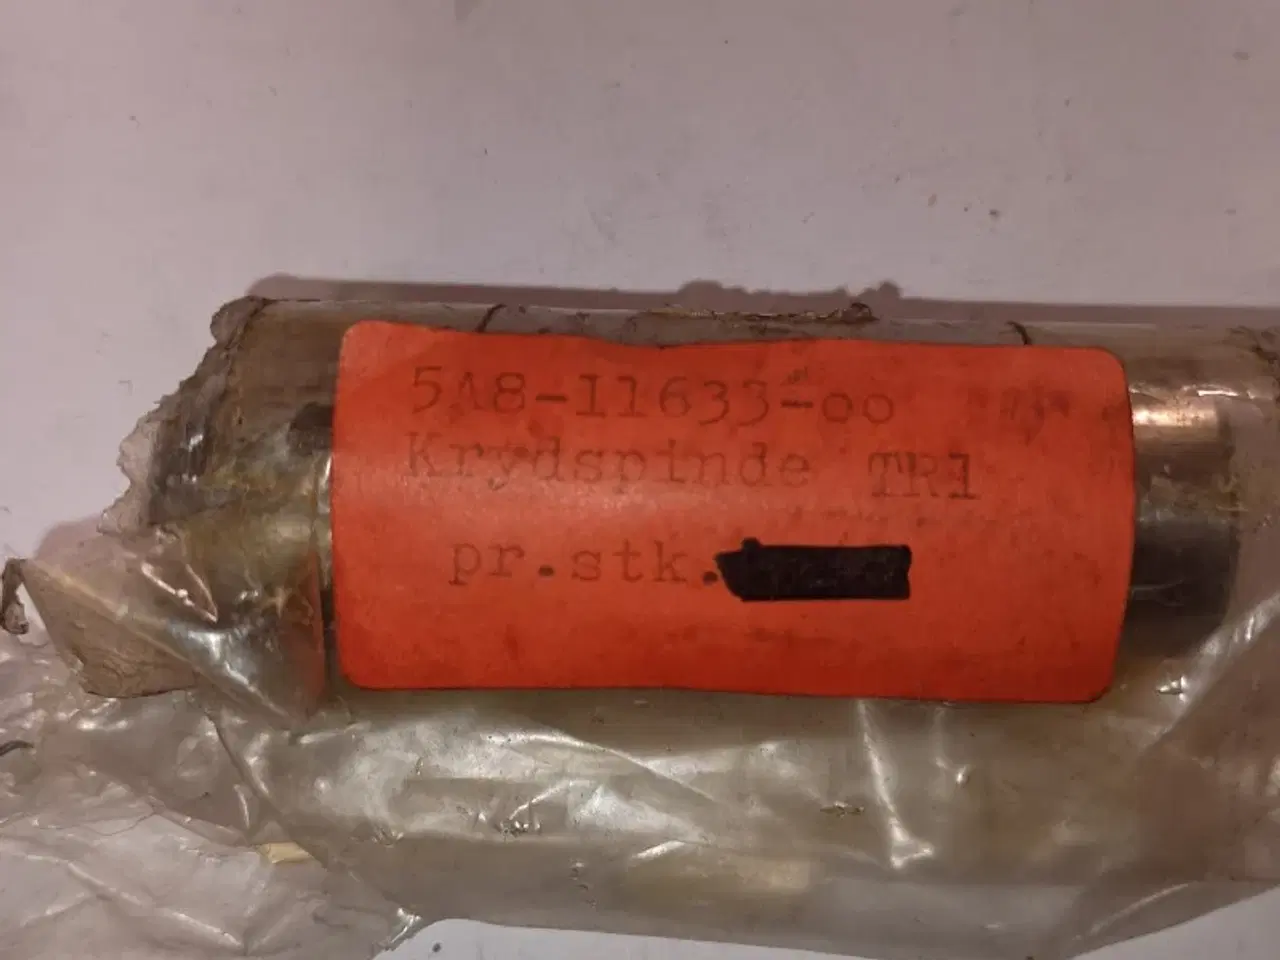 5A8-11633-00
Krydspinde TR1
pr.stk.